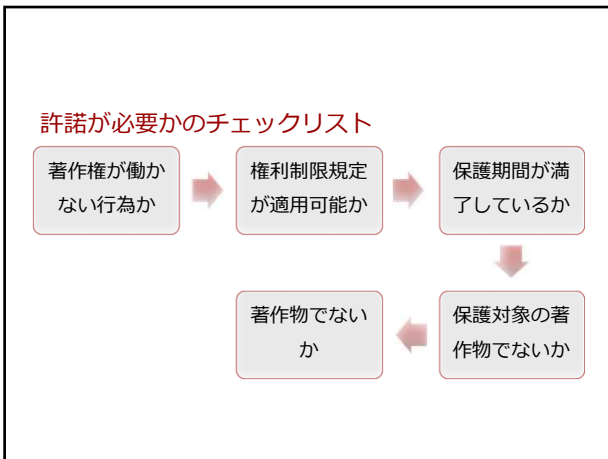 許諾が必要かのチェックリスト
著作権が働か
ない行為か
権利制限規定
が適用可能か
保護期間が満
了しているか
保護対象の著
作物でないか
著作物でない
か